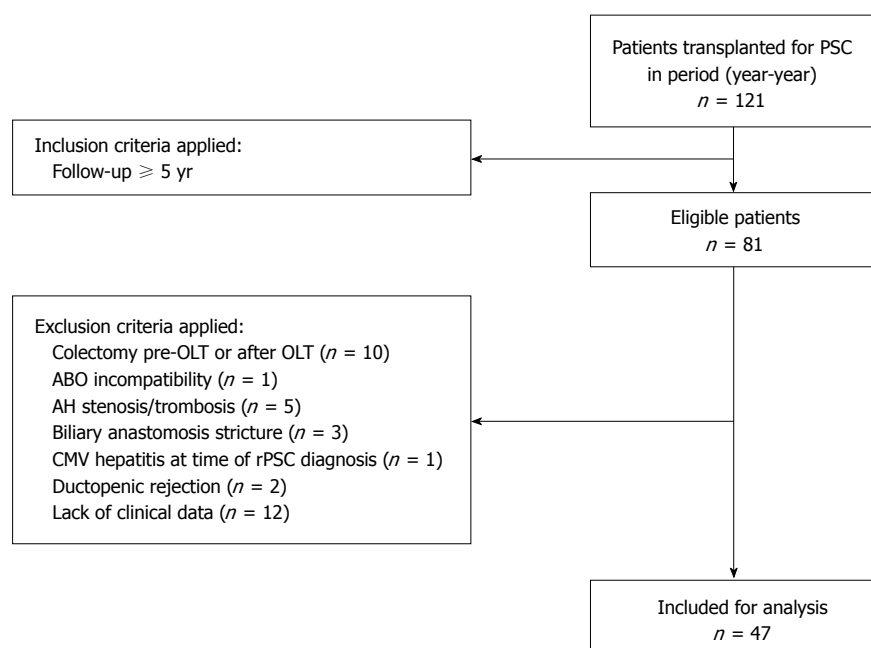 Patients transplanted for PSC
in period (year-year)
n = 121
Inclusion criteria applied:
Follow-up ⩾ 5 yr
Eligible patients
n = 81
Exclusion criteria applied:
Colectomy pre-OLT or after OLT (n = 10)
ABO incompatibility (n = 1)
AH stenosis/trombosis (n = 5)
Biliary anastomosis stricture (n = 3)
CMV hepatitis at time of rPSC diagnosis (n = 1)
Ductopenic rejection (n = 2)
Lack of clinical data (n = 12)
Included for analysis
n = 47